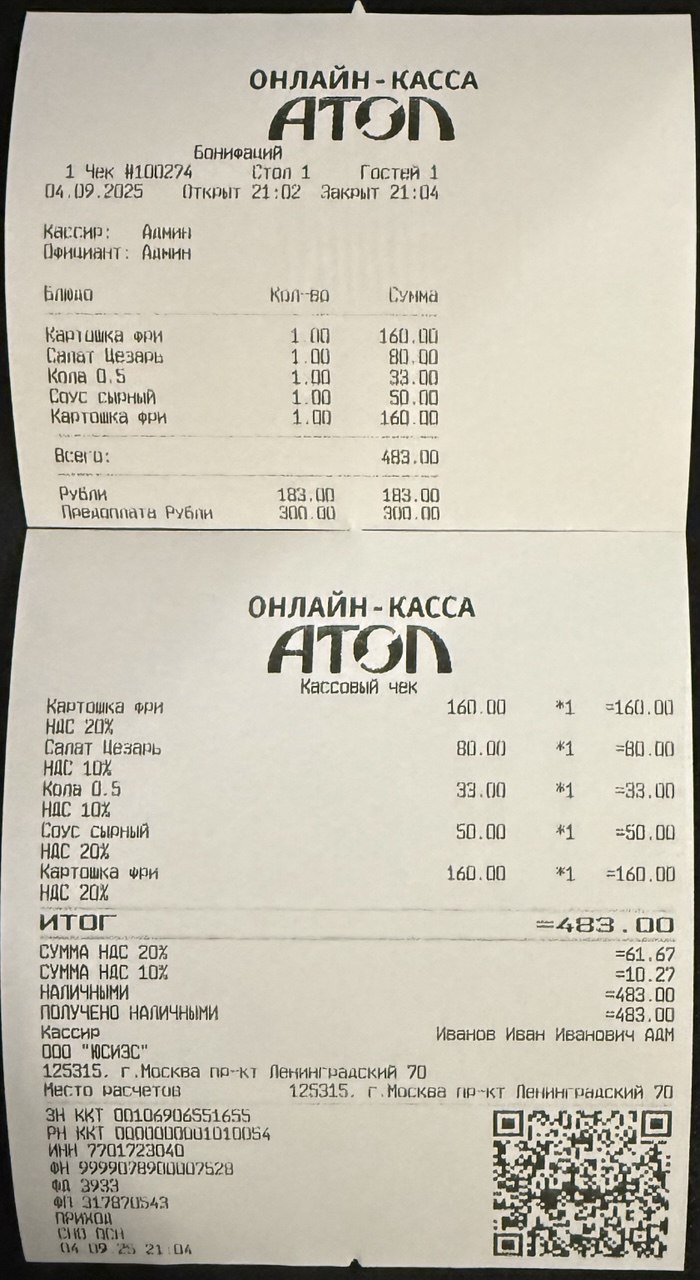 ОНЛАЙН-КАССА
АТОЛ
Бонифаций
1 Чек #100274 Стол 1 Гостей 1
04.09.2025 Открыт 21:02 Закрыт 21:04
Кассир: Админ
Официант: Админ
Блюдо Кол-во Сумма
Картошка фри 1.00 160.00
Салат Цезарь 1.00 80.00
Кола 0.5 1.00 33.00
Соус сырный 1.00 50.00
Картошка фри 1.00 160.00
Всего: 483.00
Рубли 183.00 183.00
Предоплата Рубли 300.00 300.00
ОНЛАЙН-КАССА
АТОЛ
Кассовый чек
Картошка фри 160.00 *1 =160.00
НДС 20%
Салат Цезарь 80.00 *1 =80.00
НДС 10%
Кола 0.5 33.00 *1 =33.00
НДС 10%
Соус сырный 50.00 *1 =50.00
НДС 20%
Картошка фри 160.00 *1 =160.00
НДС 20%
ИТОГ =483.00
СУММА НДС 20% =61.67
СУММА НДС 10% =10.27
НАЛИЧНЫМИ =483.00
ПОЛУЧЕНО НАЛИЧНЫМИ =483.00
Кассир Иванов Иван Иванович АДМ
ООО "ЮСИЭС"
125315, г.Москва пр-кт Ленинградский 70
Место расчетов 125315, г.Москва пр-кт Ленинградский 70
ЗН ККТ 00106906551655
РН ККТ 0000000001010054
ИНН 7701723040
ФН 9999078900007528
ФД 3933
ФП 317870543
ПРИХОД
СНО ОСН
04.09.25 21:04